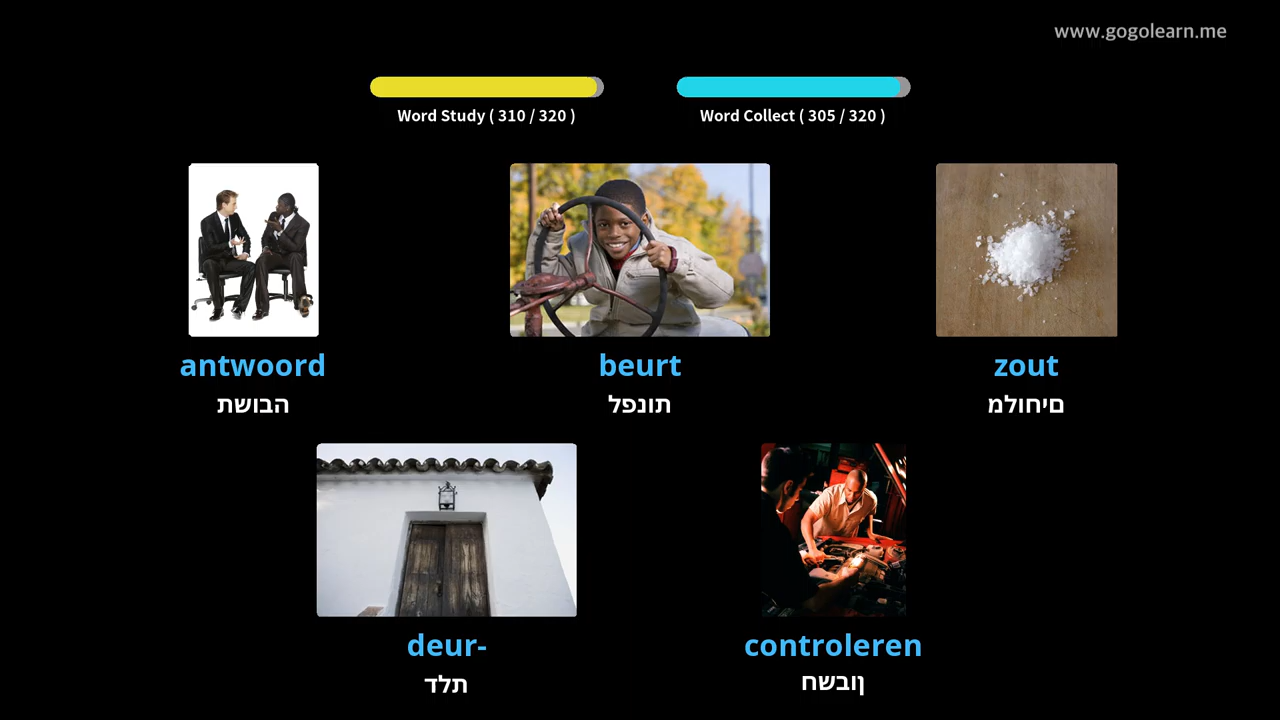 www.gogolearn.me
Word Study ( 310 / 320 )
Word Collect ( 305 / 320 )
antwoord
הבושת
beurt
תונפל
zout
םיחולמ
deur-
תלד
controleren
ןובשח